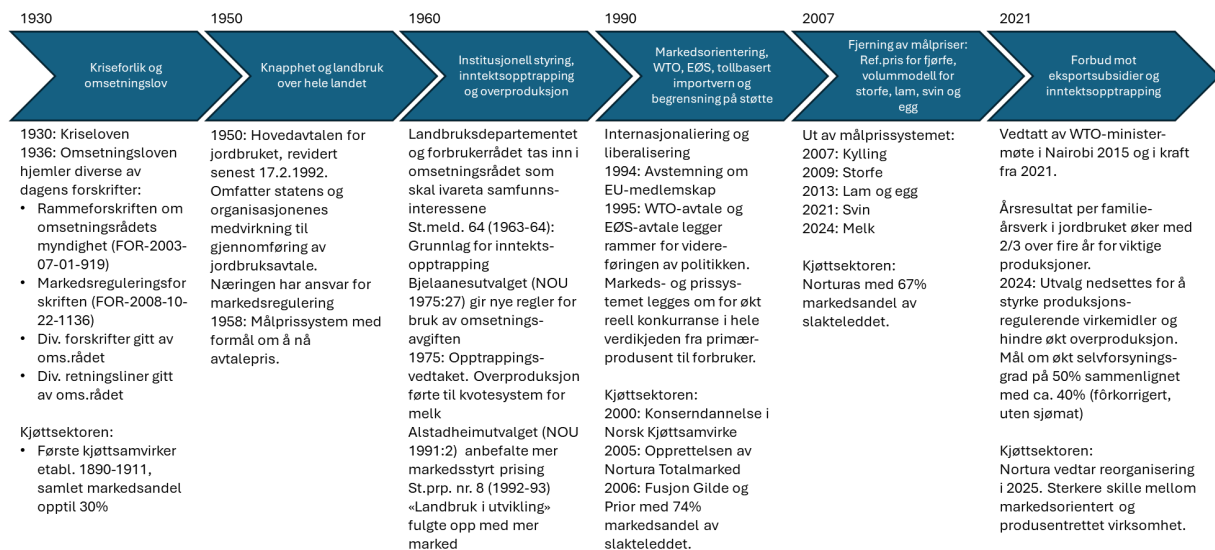 1930
1950
1960
1990
2007
2021
Kriseforlik og
omsetningslov
Knapphet og landbruk
over hele landet
Institusjonell styring,
inntektsopptrapping
og overproduksjon
Markedsorientering,
WTO, EØS, tollbasert
importvern og
begrensning på støtte
Fjerning av målpriser:
Ref.pris for fjørfe,
volummodell for
storfe, lam, svin og
egg
Forbud mot
eksportsubsidier og
inntektsopptrapping
1930: Kriseloven
1936: Omsetningsloven
hjemler diverse av
dagens forskrifter:
• Rammeforskriften om
omsetningsrådets
myndighet (FOR-2003-
07-01-919)
• Markedsreguleringsfor
skriften (FOR-2008-10-
22-1136)
• Div. forskrifter gitt av
oms.rådet
• Div. retningsliner gitt
av oms.rådet
Kjøttsektoren:
• Første kjøttsamvirker
etabl. 1890-1911,
samlet markedsandel
opptil 30%
1950: Hovedavtalen for
jordbruket, revidert
senest 17.2.1992.
Omfatter statens og
organisasjonenes
medvirkning til
gjennomføring av
jordbruksavtale.
Næringen har ansvar for
markedsregulering
1958: Målprissystem med
formål om å nå
avtalepris.
Landbruksdepartementet
og forbrukerrådet tas inn i
omsetningsrådet som
skal ivareta samfunns-
interessene
St.meld. 64 (1963-64):
Grunnlag for inntekts-
opptrapping
Bjelaanesutvalget (NOU
1975:27) gir nye regler for
bruk av omsetnings-
avgiften
1975: Opptrappings-
vedtaket. Overproduksjon
førte til kvotesystem for
melk
Alstadheimutvalget (NOU
1991:2) anbefalte mer
markedsstyrt prising
St.prp. nr. 8 (1992-93)
«Landbruk i utvikling»
fulgte opp med mer
marked
Internasjonaliering og
liberalisering
1994: Avstemning om
EU-medlemskap
1995: WTO-avtale og
EØS-avtale legger
rammer for videre-
føringen av politikken.
Markeds- og prissys-
temet legges om for økt
reell konkurranse i hele
verdikjeden fra primær-
produsent til forbruker.
Kjøttsektoren:
2000: Konserndannelse i
Norsk Kjøttsamvirke
2005: Opprettelsen av
Nortura Totalmarked
2006: Fusjon Gilde og
Prior med 74%
markedsandel av
slakteleddet.
Ut av målprissystemet:
2007: Kylling
2009: Storfe
2013: Lam og egg
2021: Svin
2024: Melk
Kjøttsektoren:
Norturas med 67%
markedsandel av
slakteleddet.
Vedtatt av WTO-minister-
møte i Nairobi 2015 og i kraft
fra 2021.
Årsresultat per familie-
årsverk i jordbruket øker med
2/3 over fire år for viktige
produksjoner.
2024: Utvalg nedsettes for å
styrke produksjons-
regulerende virkemidler og
hindre økt overproduksjon.
Mål om økt selvforsynings-
grad på 50% sammenlignet
med ca. 40% (fôrkorrigert,
uten sjømat)
Kjøttsektoren:
Nortura vedtar reorganisering
i 2025. Sterkere skille mellom
markedsorientert og
produsentrettet virksomhet.